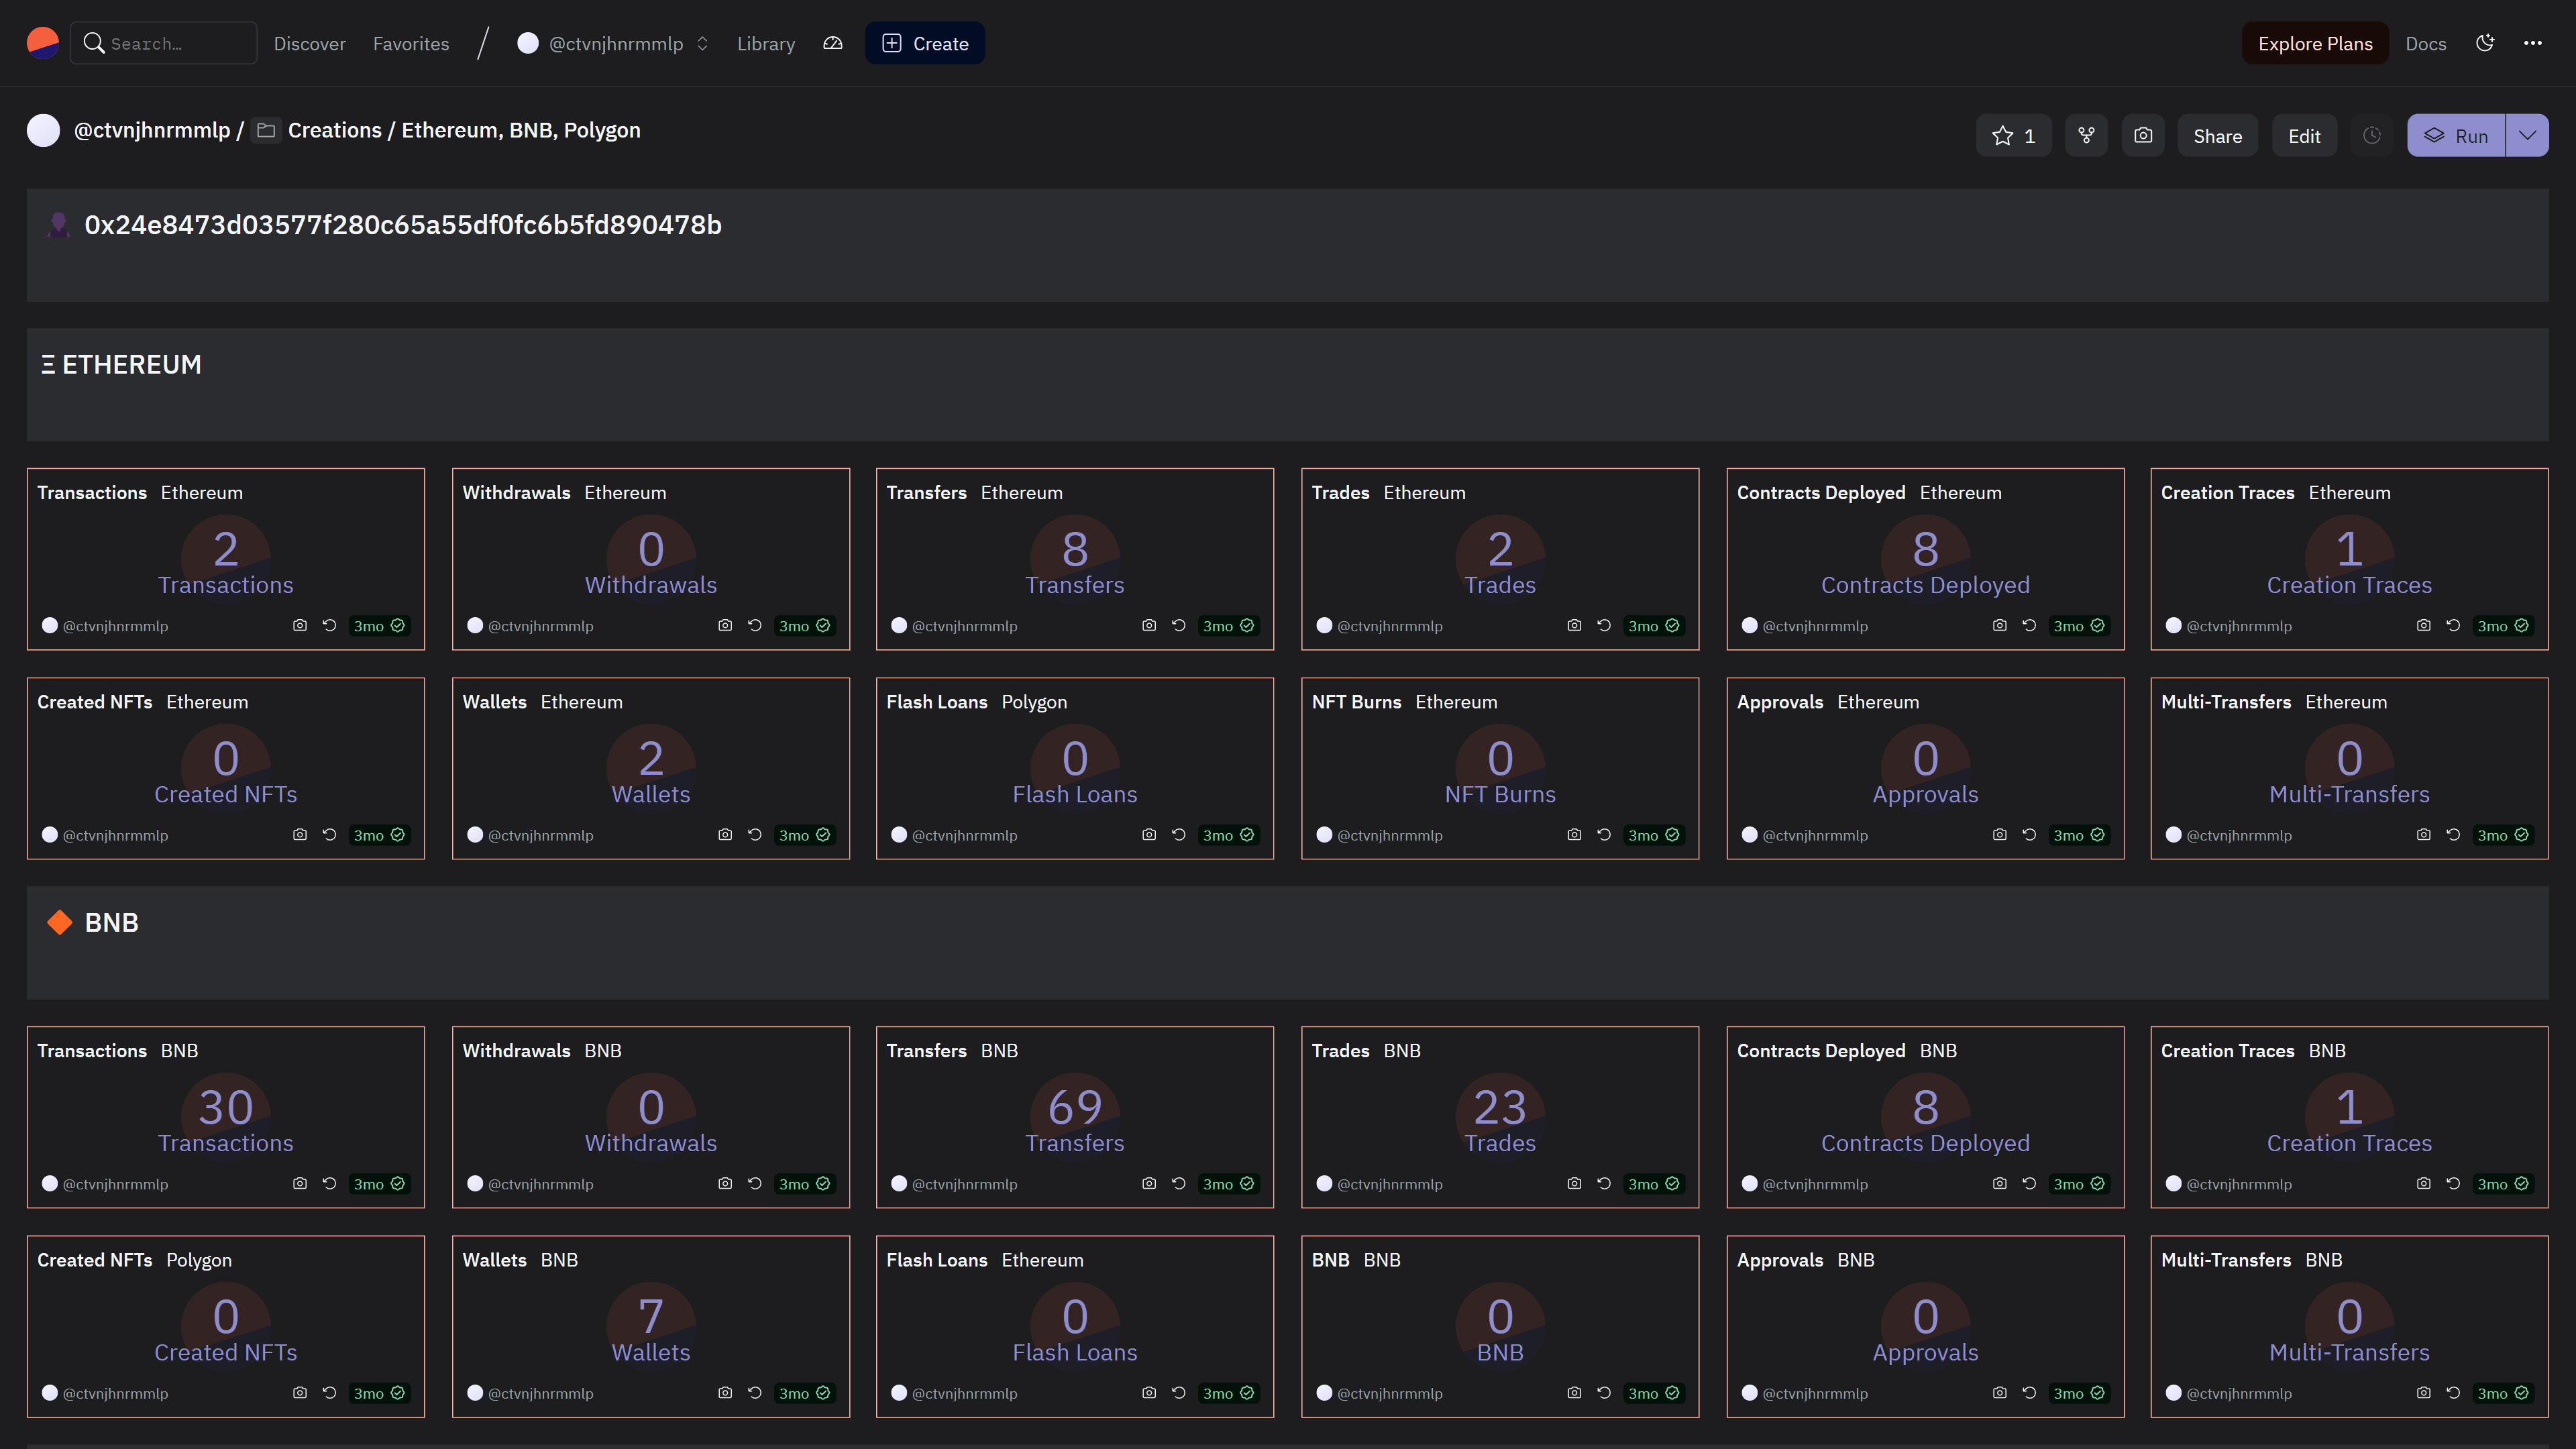 Search...
Discover
Favorites
@ctvnjhnrmmlp
Library
Create
Explore Plans
Docs
@ctvnjhnrmmlp / Creations / Ethereum, BNB, Polygon
1
Share
Edit
Run
0x24e8473d03577f280c65a55df0fc6b5fd890478b
Ξ ETHEREUM
Transactions Ethereum
2
Transactions
@ctvnjhnrmmlp 3mo
Withdrawals Ethereum
0
Withdrawals
@ctvnjhnrmmlp 3mo
Transfers Ethereum
8
Transfers
@ctvnjhnrmmlp 3mo
Trades Ethereum
2
Trades
@ctvnjhnrmmlp 3mo
Contracts Deployed Ethereum
8
Contracts Deployed
@ctvnjhnrmmlp 3mo
Creation Traces Ethereum
1
Creation Traces
@ctvnjhnrmmlp 3mo
Created NFTs Ethereum
0
Created NFTs
@ctvnjhnrmmlp 3mo
Wallets Ethereum
2
Wallets
@ctvnjhnrmmlp 3mo
Flash Loans Polygon
0
Flash Loans
@ctvnjhnrmmlp 3mo
NFT Burns Ethereum
0
NFT Burns
@ctvnjhnrmmlp 3mo
Approvals Ethereum
0
Approvals
@ctvnjhnrmmlp 3mo
Multi-Transfers Ethereum
0
Multi-Transfers
@ctvnjhnrmmlp 3mo
BNB
Transactions BNB
30
Transactions
@ctvnjhnrmmlp 3mo
Withdrawals BNB
0
Withdrawals
@ctvnjhnrmmlp 3mo
Transfers BNB
69
Transfers
@ctvnjhnrmmlp 3mo
Trades BNB
23
Trades
@ctvnjhnrmmlp 3mo
Contracts Deployed BNB
8
Contracts Deployed
@ctvnjhnrmmlp 3mo
Creation Traces BNB
1
Creation Traces
@ctvnjhnrmmlp 3mo
Created NFTs Polygon
0
Created NFTs
@ctvnjhnrmmlp 3mo
Wallets BNB
7
Wallets
@ctvnjhnrmmlp 3mo
Flash Loans Ethereum
0
Flash Loans
@ctvnjhnrmmlp 3mo
BNB BNB
0
BNB
@ctvnjhnrmmlp 3mo
Approvals BNB
0
Approvals
@ctvnjhnrmmlp 3mo
Multi-Transfers BNB
0
Multi-Transfers
@ctvnjhnrmmlp 3mo